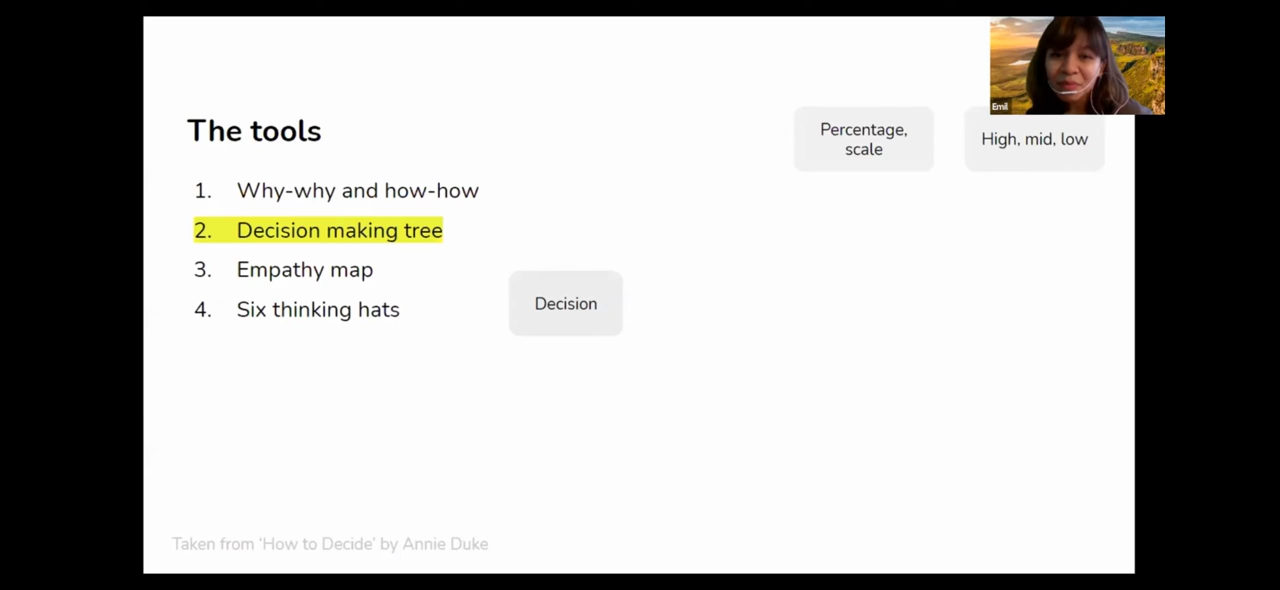 Emil
The tools
Percentage,
scale
High, mid, low
1. Why-why and how-how
2. Decision making tree
3. Empathy map
4. Six thinking hats
Decision
Taken from ‘How to Decide’ by Annie Duke